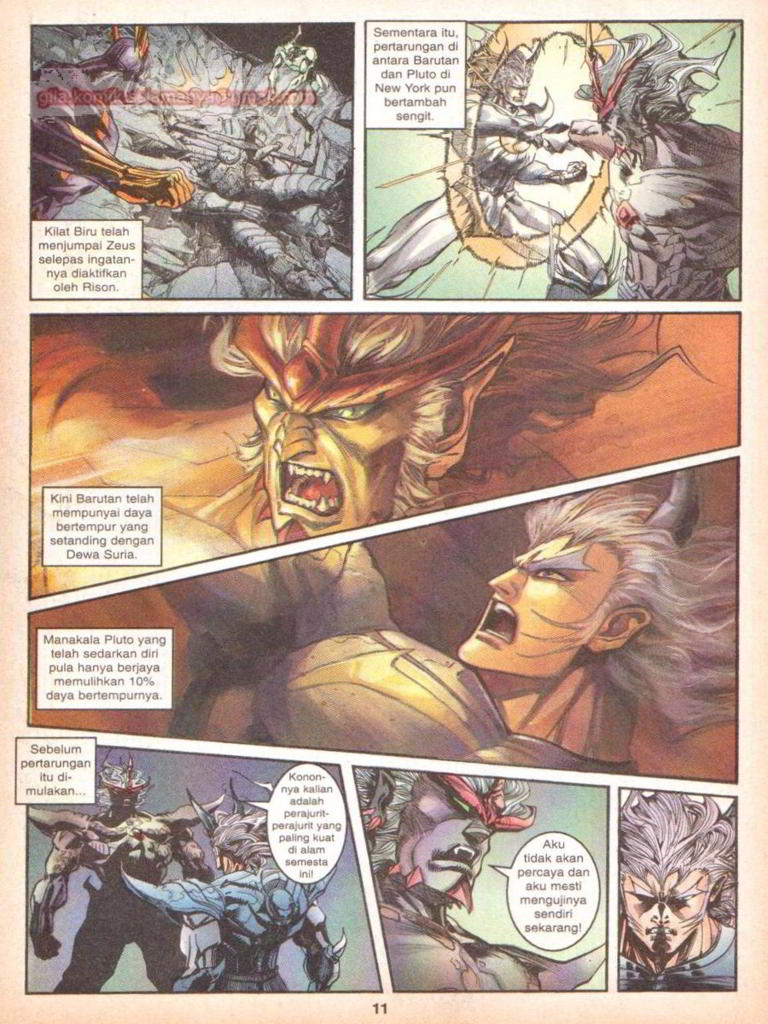 Kilat Biru telah
menjumpai Zeus
selepas ingatan-
nya diaktifkan
oleh Rison.
Sementara itu,
pertarungan di
antara Barutan
dan Pluto di
New York pun
bertambah
sengit.
Kini Barutan telah
mempunyai daya
bertempur yang
setanding dengan
Dewa Suria.
Manakala Pluto yang
telah sedarkan diri
pula hanya berjaya
memulihkan 10%
daya bertempurnya.
Sebelum
pertarungan
itu di-
mulakan...
Konon-
nya kalian
adalah
perajurit-
perajurit yang
paling kuat
di alam
semesta
ini!
Aku
tidak akan
percaya dan
aku mesti
mengujinya
sendiri
sekarang!
11